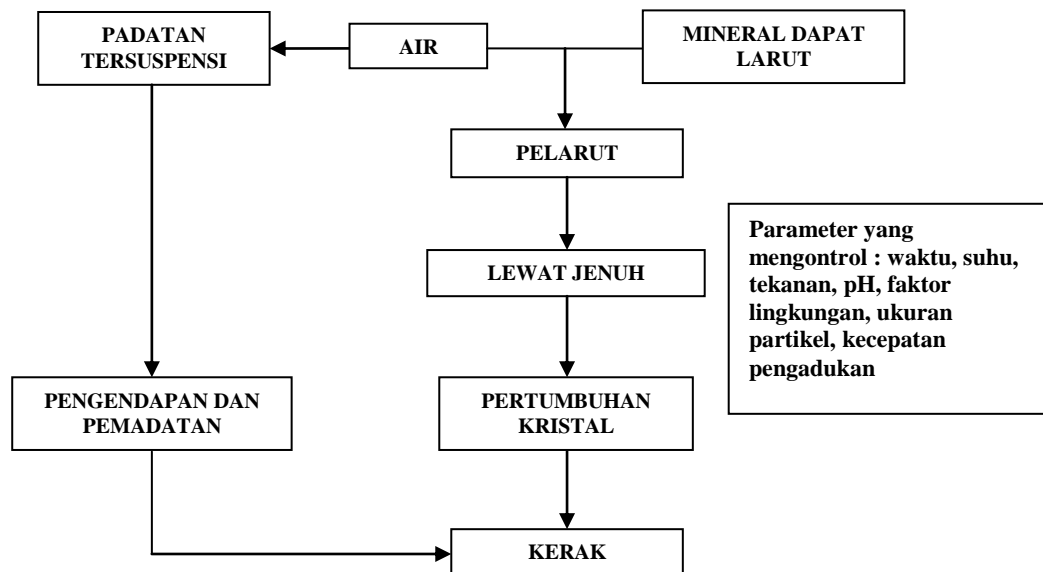 PADATAN
TERSUSPENSI
AIR
MINERAL DAPAT
LARUT
PELARUT
LEWAT JENUH
Parameter yang
mengontrol : waktu, suhu,
tekanan, pH, faktor
lingkungan, ukuran
partikel, kecepatan
pengadukan
PENGENDAPAN DAN
PEMADATAN
PERTUMBUHAN
KRISTAL
KERAK